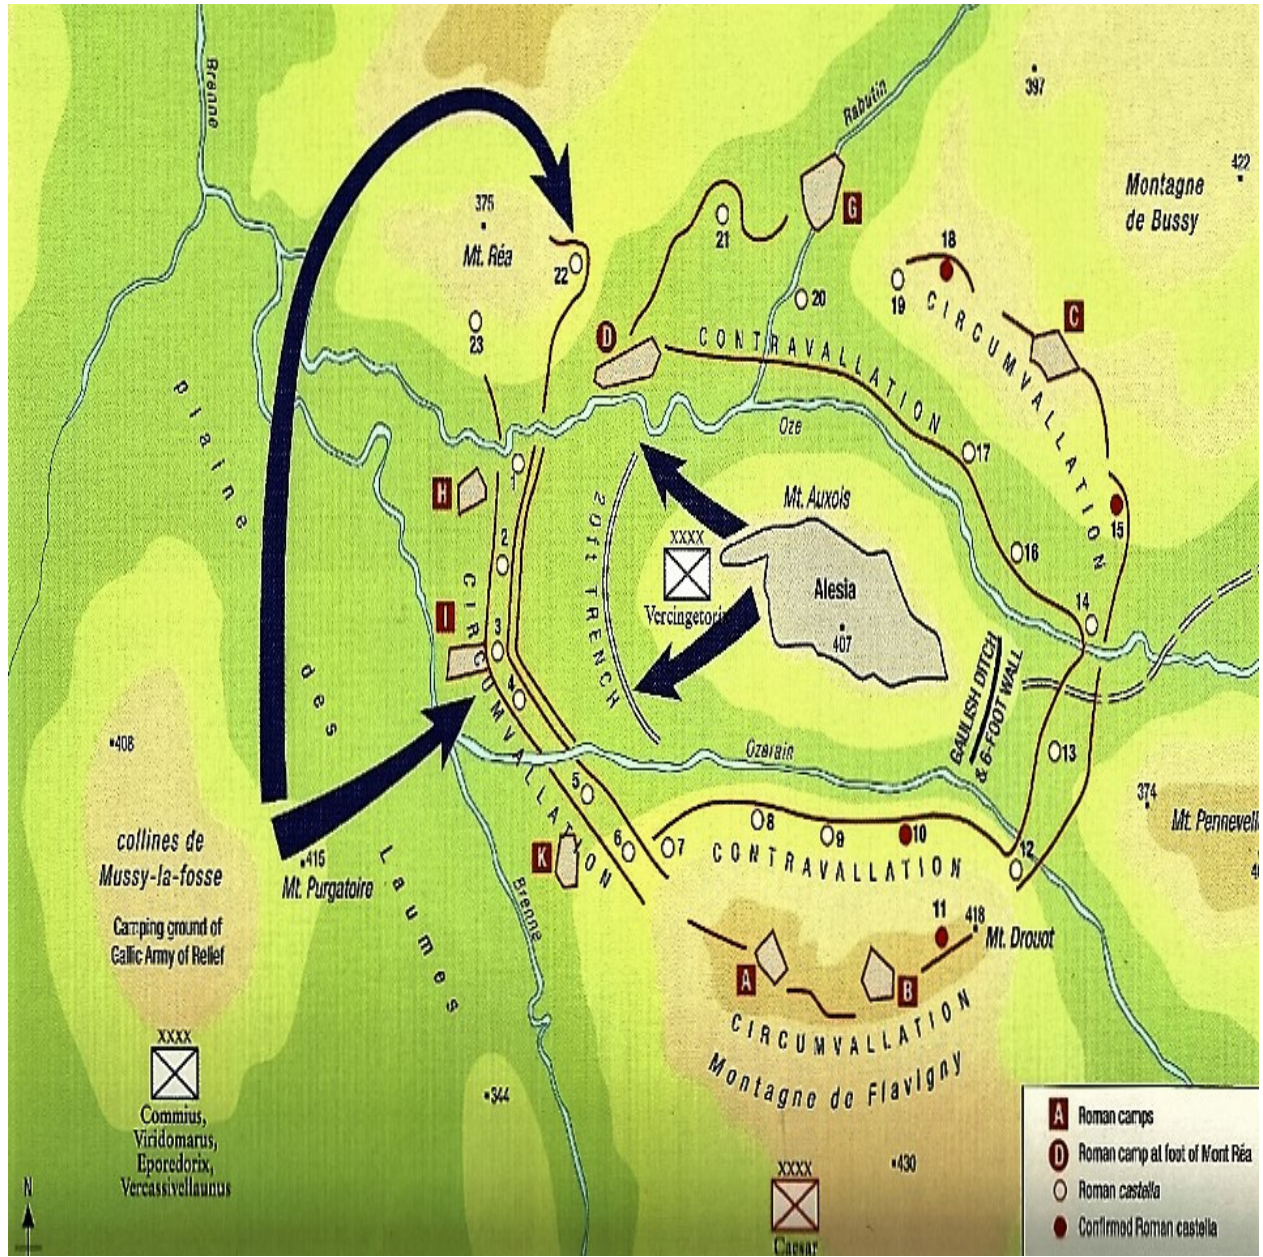 Brenne
Rabutin
397
422
Montagne
de Bussy
G
375
Mt. Réa
21
22
18
19
20
C
23
D
CONTRAVALLATION
CIRCUMVALLATION
plaine
des
Laumes
Oze
17
H
1
15
Mt. Auxois
20ft TRENCH
XXXX
2
16
Alesia
407
14
I
3
4
CIRCUMVALLATION
GAULISH DITCH
& 6-FOOT WALL
408
Ozerain
13
374
5
8
9
10
Mt. Pennevell
collines de
Mussy-la-fosse
415
Mt. Purgatoire
6
7
12
K
CONTRAVALLATION
Camping ground of
Gallic Army of Relief
Brenne
11
418
Mt. Drouot
A
B
CIRCUMVALLATION
Montagne de Flavigny
XXXX
Commius,
Viridomarus,
Eporedorix,
Vercassivellaunus
344
430
XXXX
Caesar
N
A Roman camps
D Roman camp at foot of Mont Réa
Roman castella
Confirmed Roman castella